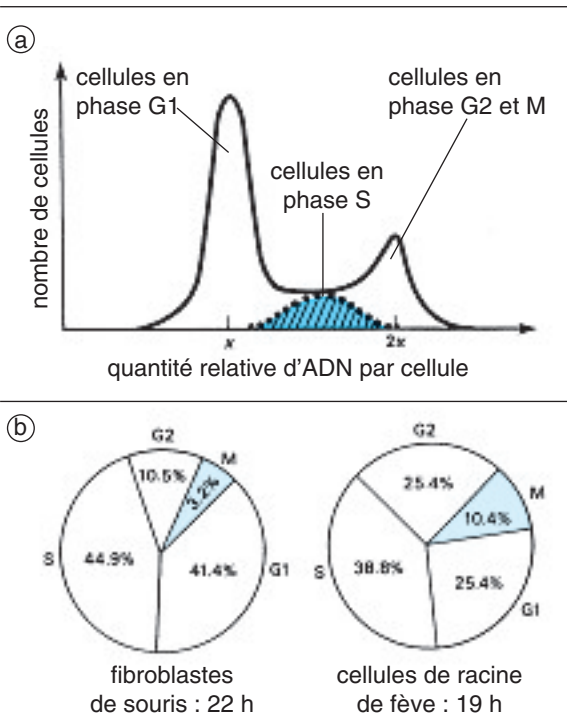 a
cellules en
phase G1
cellules en
phase G2 et M
cellules en
phase S
nombre de cellules
x
2x
quantité relative d'ADN par cellule
b
G2
10.5%
M
3.2%
S
44.9%
41.4%
G1
fibroblastes
de souris : 22 h
G2
25.4%
M
10.4%
S
38.8%
25.4%
G1
cellules de racine
de fève : 19 h